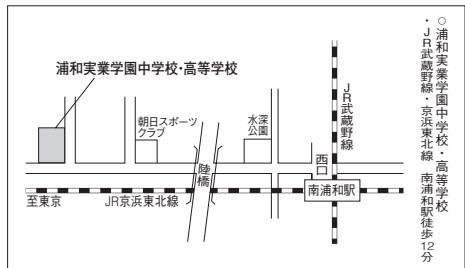 ○浦和実業学園中学校・高等学校
・JR武蔵野線・京浜東北線　南浦和駅徒歩12分
浦和実業学園中学校・高等学校
朝日スポーツ
クラブ
陸橋
水深
公園
西口
JR武蔵野線
南浦和駅
至東京
JR京浜東北線